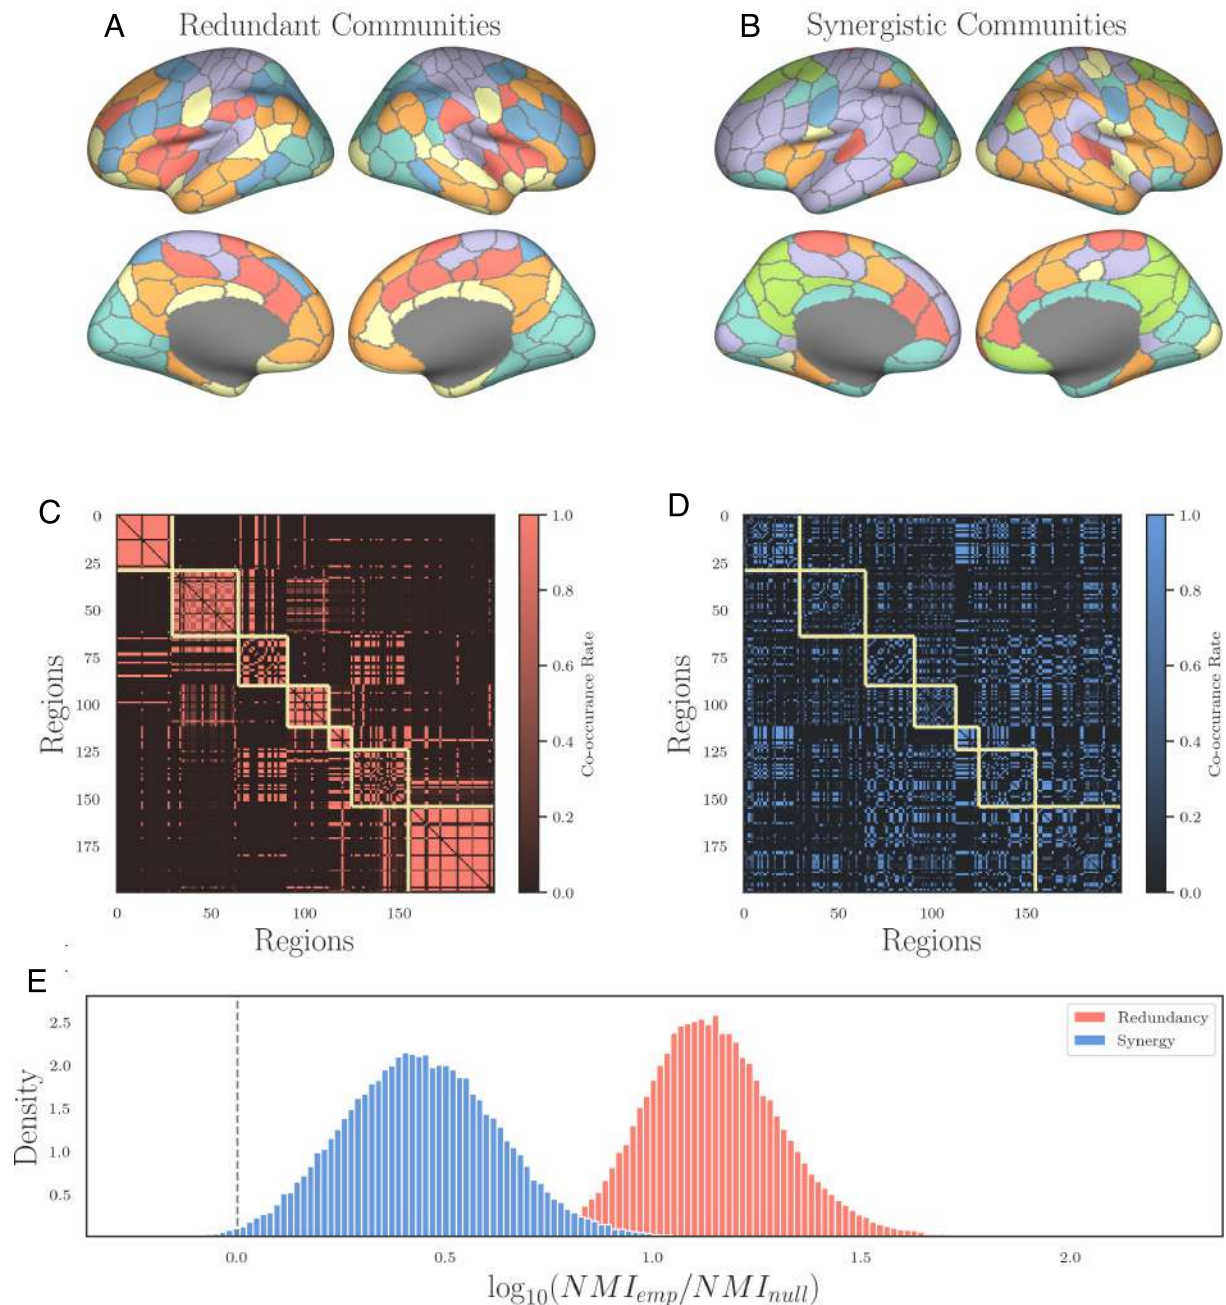 A Redundant Communities
B Synergistic Communities
C
0
25
50
75
100
125
150
175
Regions
0 50 100 150
Regions
1.0
0.8
0.6
0.4
0.2
0.0
Co-occurance Rate
D
0
25
50
75
100
125
150
175
Regions
0 50 100 150
Regions
1.0
0.8
0.6
0.4
0.2
0.0
Co-occurance Rate
E
2.5
2.0
1.5
1.0
0.5
Density
Redundancy
Synergy
0.0 0.5 1.0 1.5 2.0
log₁₀(NMI_emp/NMI_null)